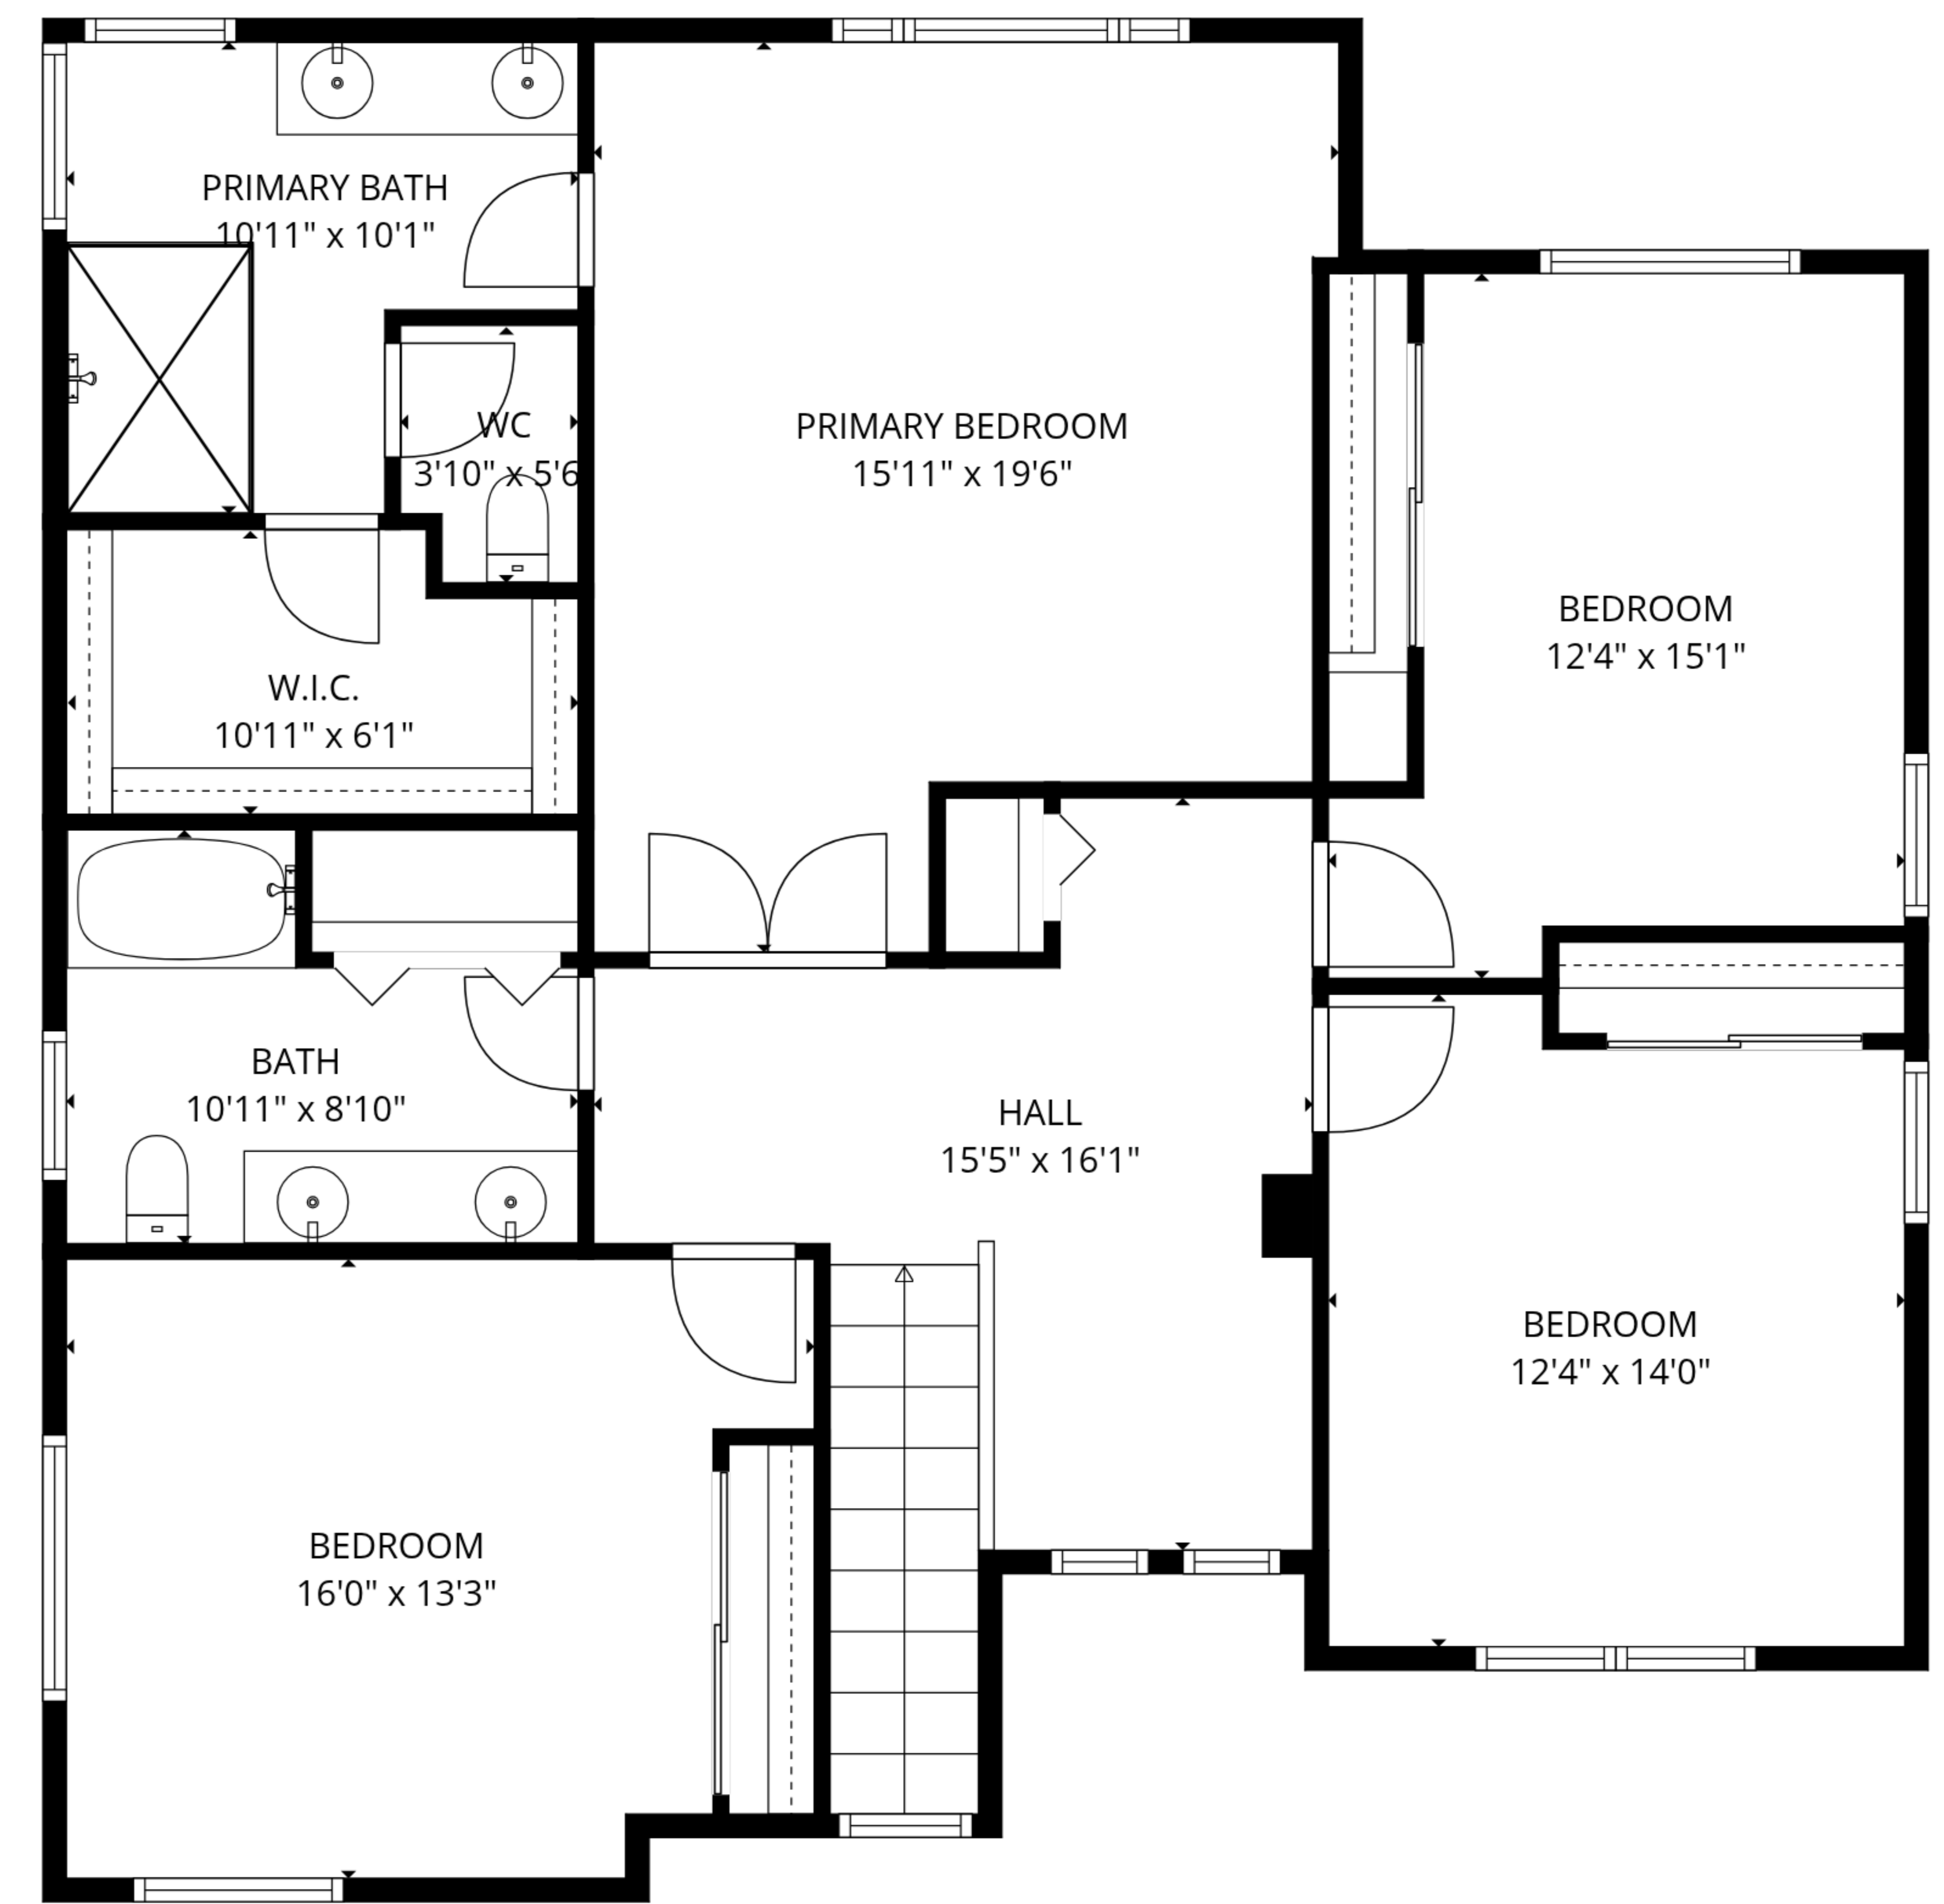 PRIMARY BATH
10'11" x 10'1"
WC
3'10" x 5'6
PRIMARY BEDROOM
15'11" x 19'6"
BEDROOM
12'4" x 15'1"
W.I.C.
10'11" x 6'1"
BATH
10'11" x 8'10"
HALL
15'5" x 16'1"
BEDROOM
12'4" x 14'0"
BEDROOM
16'0" x 13'3"